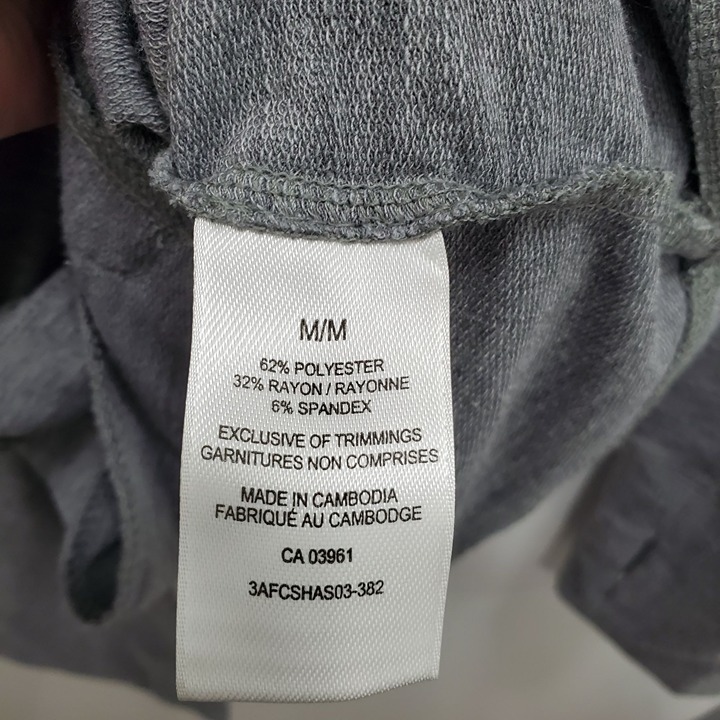 M/M
62% POLYESTER
32% RAYON / RAYONNE
6% SPANDEX
EXCLUSIVE OF TRIMMINGS
GARNITURES NON COMPRISES
MADE IN CAMBODIA
FABRIQUÉ AU CAMBODGE
CA 03961
3AFCSHAS03-382